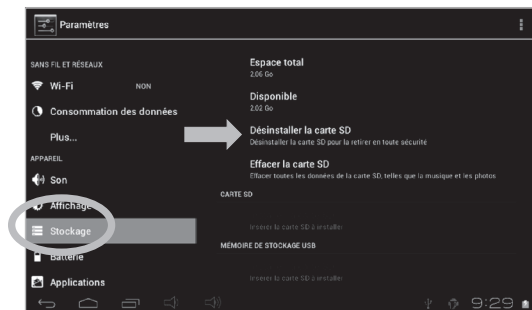 Paramètres
SANS FIL ET RÉSEAUX
Wi-Fi NON
Consommation des données
Plus...
APPAREIL
Son
Affichage
Stockage
Batterie
Applications
Espace total
2,06 Go
Disponible
2,02 Go
Désinstaller la carte SD
Désinstaller la carte SD pour la retirer en toute sécurité
Effacer la carte SD
Effacer toutes les données de la carte SD, telles que la musique et les photos
CARTE SD
Insérer la carte SD à installer
MÉMOIRE DE STOCKAGE USB
Insérer la carte SD à installer
9:29